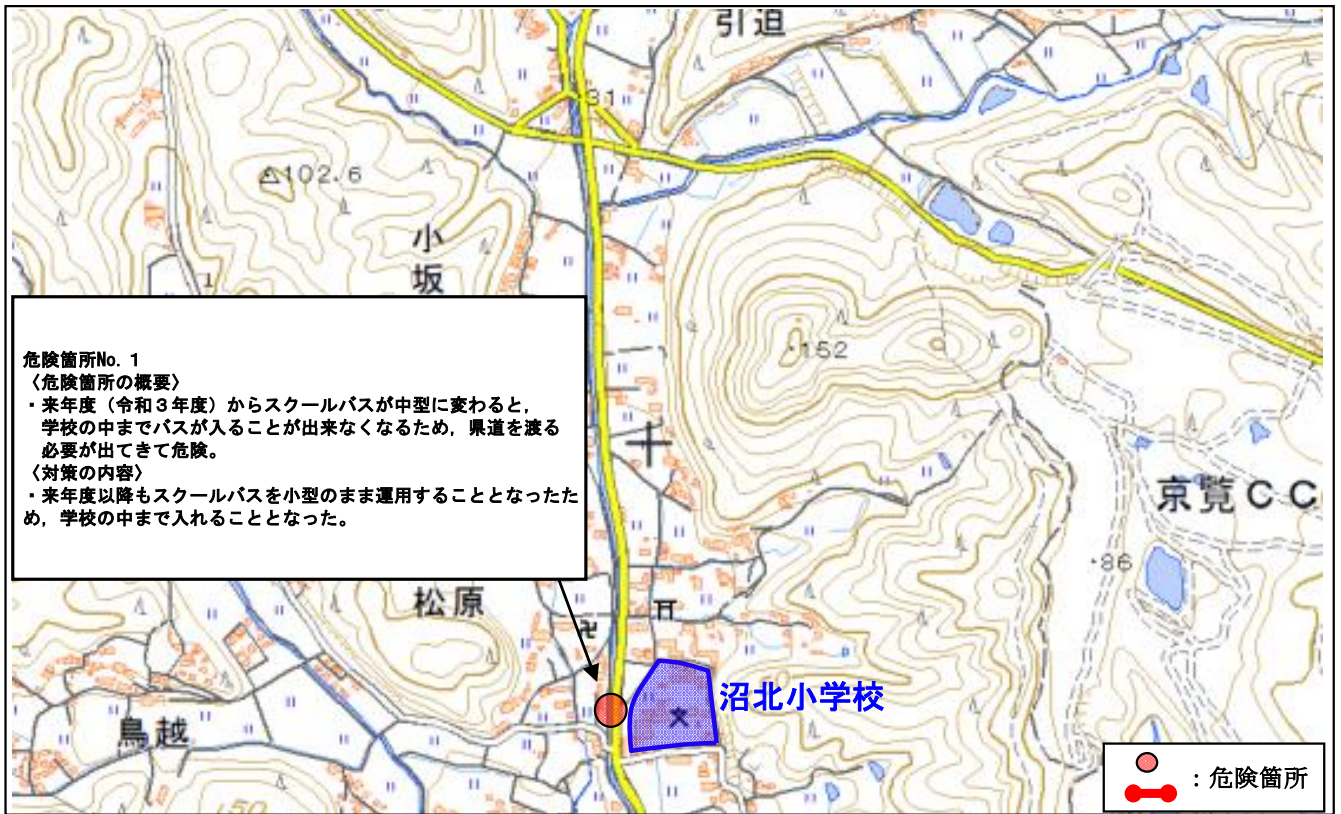 引迫
31
102.6
小坂
危険箇所No. 1
〈危険箇所の概要〉
・来年度（令和３年度）からスクールバスが中型に変わると，
学校の中までバスが入ることが出来なくなるため，県道を渡る
必要が出てきて危険。
〈対策の内容〉
・来年度以降もスクールバスを小型のまま運用することとなったた
め，学校の中まで入れることとなった。
152
京覧ＣＣ
・86
松原
沼北小学校
鳥越
：危険箇所